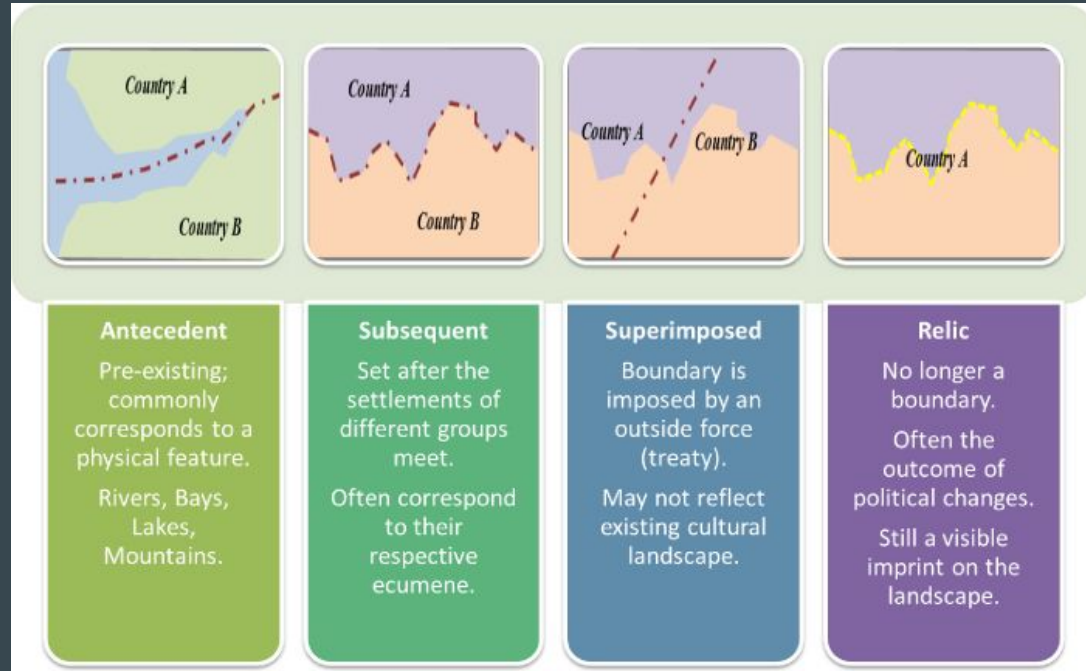 Country A
Country B
Country A
Country B
Country A
Country B
Country A
Antecedent
Pre-existing;
commonly
corresponds to a
physical feature.
Rivers, Bays,
Lakes,
Mountains.
Subsequent
Set after the
settlements of
different groups
meet.
Often correspond
to their
respective
ecumene.
Superimposed
Boundary is
imposed by an
outside force
(treaty).
May not reflect
existing cultural
landscape.
Relic
No longer a
boundary.
Often the
outcome of
political changes.
Still a visible
imprint on the
landscape.